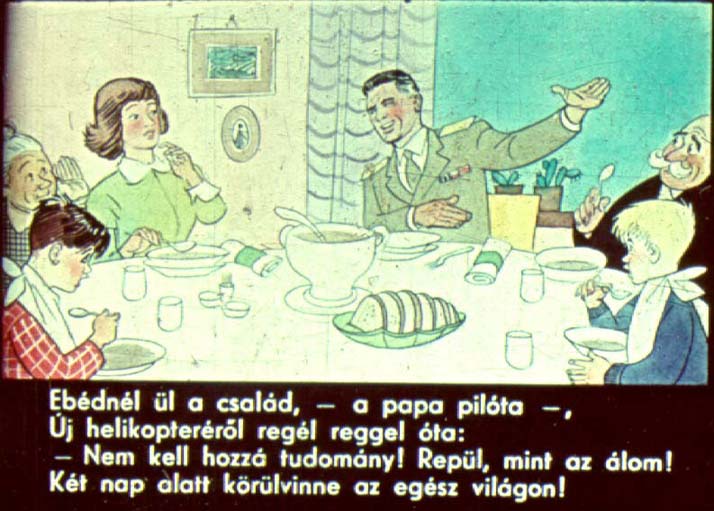 Ebédnél ül a család, – a papa pilóta –,
Új helikopteréről regél reggel óta:
– Nem kell hozzá tudomány! Repül, mint az álom!
Két nap alatt körülvinne az egész világon!